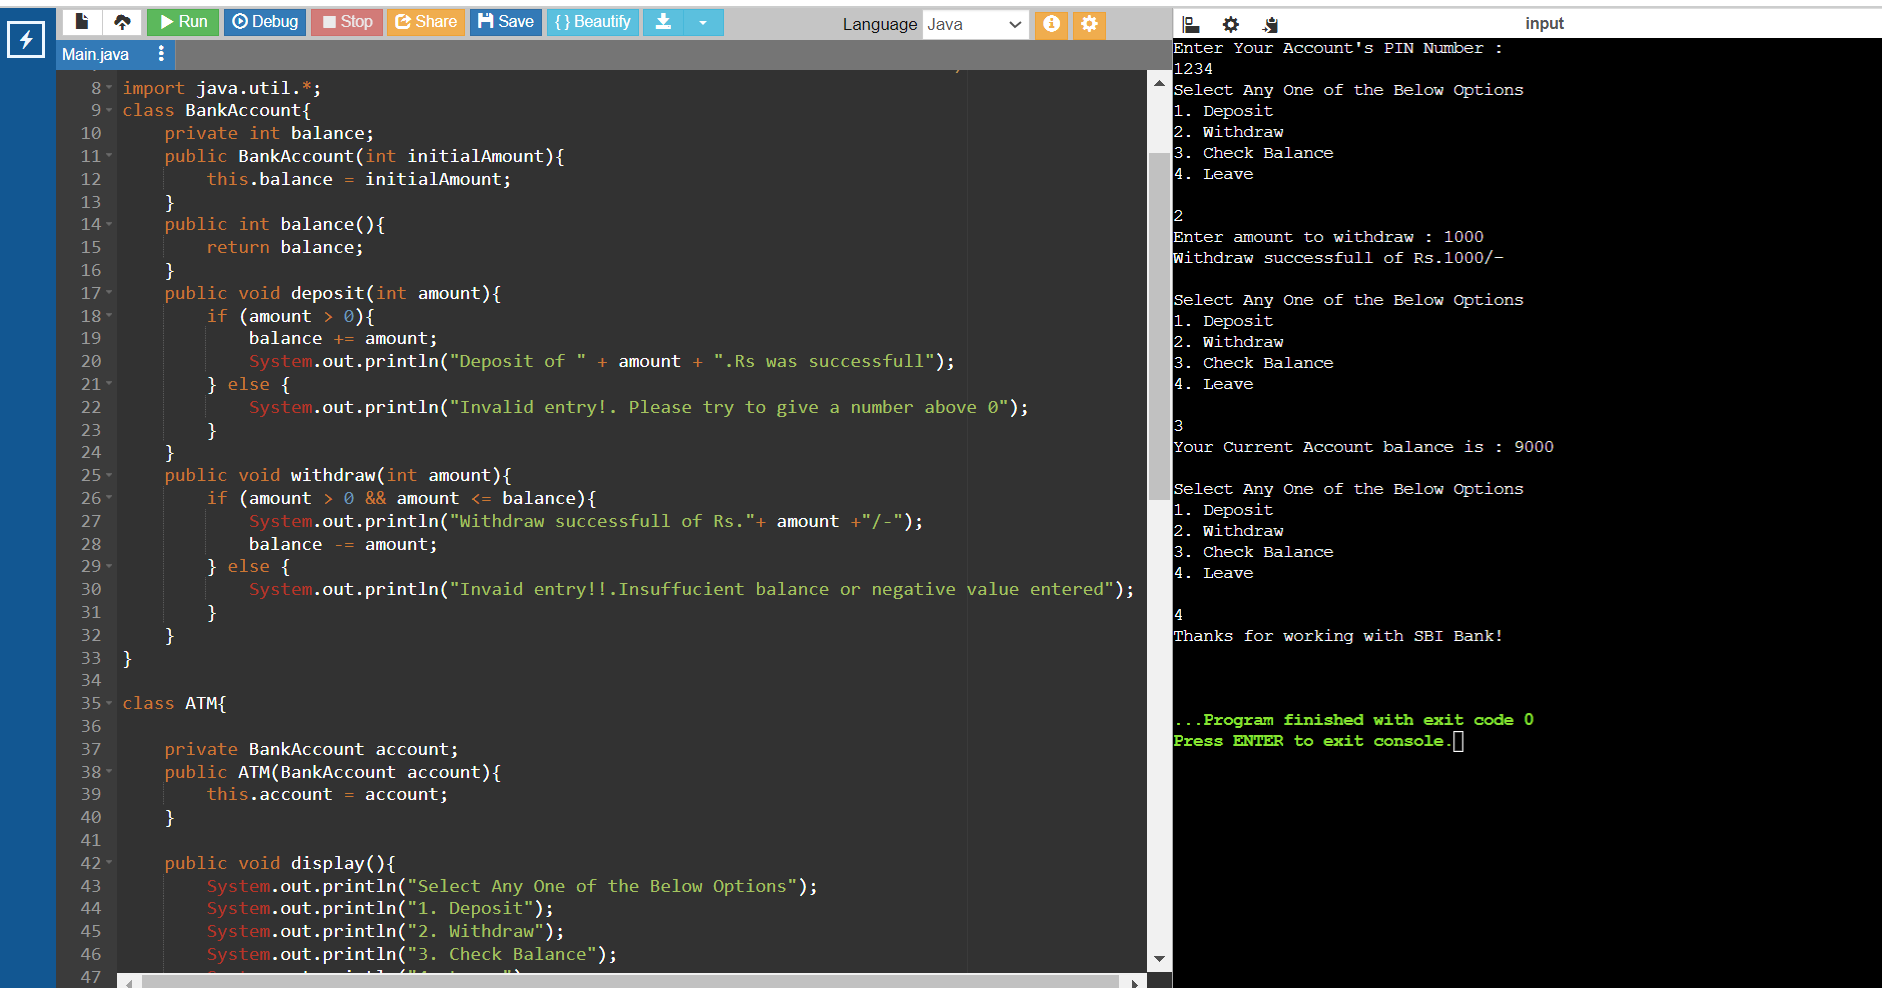 Run Debug Stop Share Save { } Beautify Language Java
Main.java
8 import java.util.*;
9 class BankAccount{
10 private int balance;
11 public BankAccount(int initialAmount){
12 this.balance = initialAmount;
13 }
14 public int balance(){
15 return balance;
16 }
17 public void deposit(int amount){
18 if (amount > 0){
19 balance += amount;
20 System.out.println("Deposit of " + amount + ".Rs was successfull");
21 } else {
22 System.out.println("Invalid entry!. Please try to give a number above 0");
23 }
24 }
25 public void withdraw(int amount){
26 if (amount > 0 && amount <= balance){
27 System.out.println("Withdraw successfull of Rs."+ amount +"/-");
28 balance -= amount;
29 } else {
30 System.out.println("Invaid entry!!.Insuffucient balance or negative value entered");
31 }
32 }
33 }
34
35 class ATM{
36
37 private BankAccount account;
38 public ATM(BankAccount account){
39 this.account = account;
40 }
41
42 public void display(){
43 System.out.println("Select Any One of the Below Options");
44 System.out.println("1. Deposit");
45 System.out.println("2. Withdraw");
46 System.out.println("3. Check Balance");
47
input
Enter Your Account's PIN Number :
1234
Select Any One of the Below Options
1. Deposit
2. Withdraw
3. Check Balance
4. Leave
2
Enter amount to withdraw : 1000
Withdraw successfull of Rs.1000/-
Select Any One of the Below Options
1. Deposit
2. Withdraw
3. Check Balance
4. Leave
3
Your Current Account balance is : 9000
Select Any One of the Below Options
1. Deposit
2. Withdraw
3. Check Balance
4. Leave
4
Thanks for working with SBI Bank!
...Program finished with exit code 0
Press ENTER to exit console.